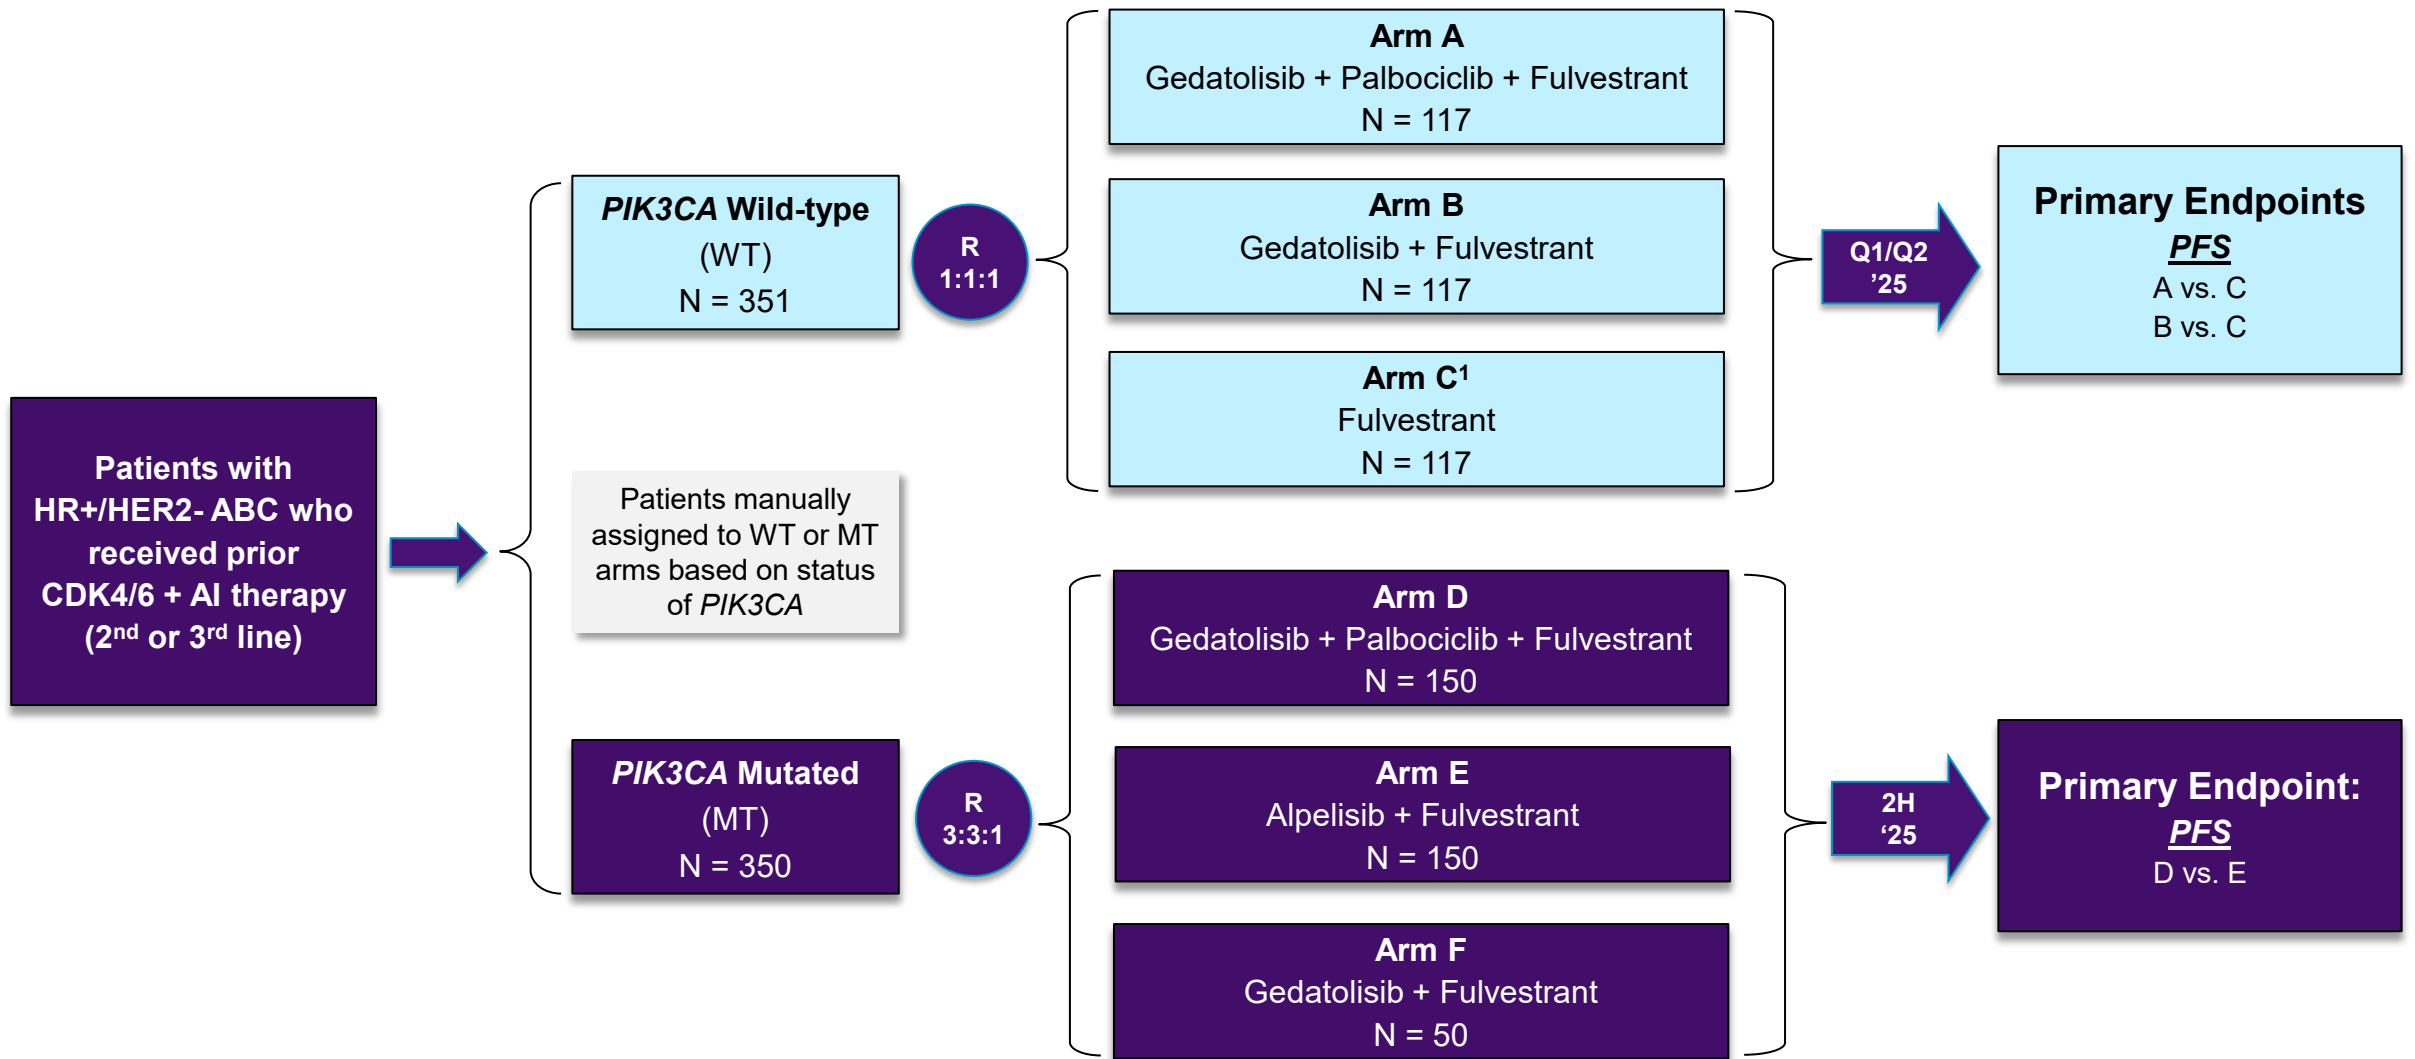 Patients with
HR+/HER2- ABC who
received prior
CDK4/6 + AI therapy
(2nd or 3rd line)
PIK3CA Wild-type
(WT)
N = 351
Patients manually
assigned to WT or MT
arms based on status
of PIK3CA
PIK3CA Mutated
(MT)
N = 350
R
1:1:1
R
3:3:1
Arm A
Gedatolisib + Palbociclib + Fulvestrant
N = 117
Arm B
Gedatolisib + Fulvestrant
N = 117
Arm C¹
Fulvestrant
N = 117
Arm D
Gedatolisib + Palbociclib + Fulvestrant
N = 150
Arm E
Alpelisib + Fulvestrant
N = 150
Arm F
Gedatolisib + Fulvestrant
N = 50
Q1/Q2
’25
2H
‘25
Primary Endpoints
PFS
A vs. C
B vs. C
Primary Endpoint:
PFS
D vs. E